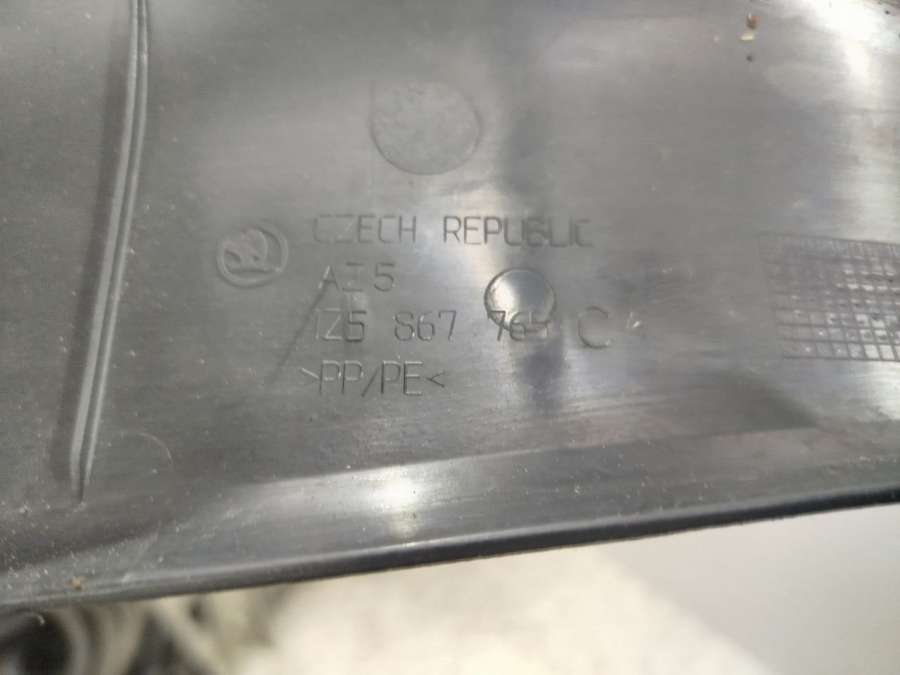 CZECH REPUBLIC
AZ5
1Z5 867 765 C
>PP/PE<